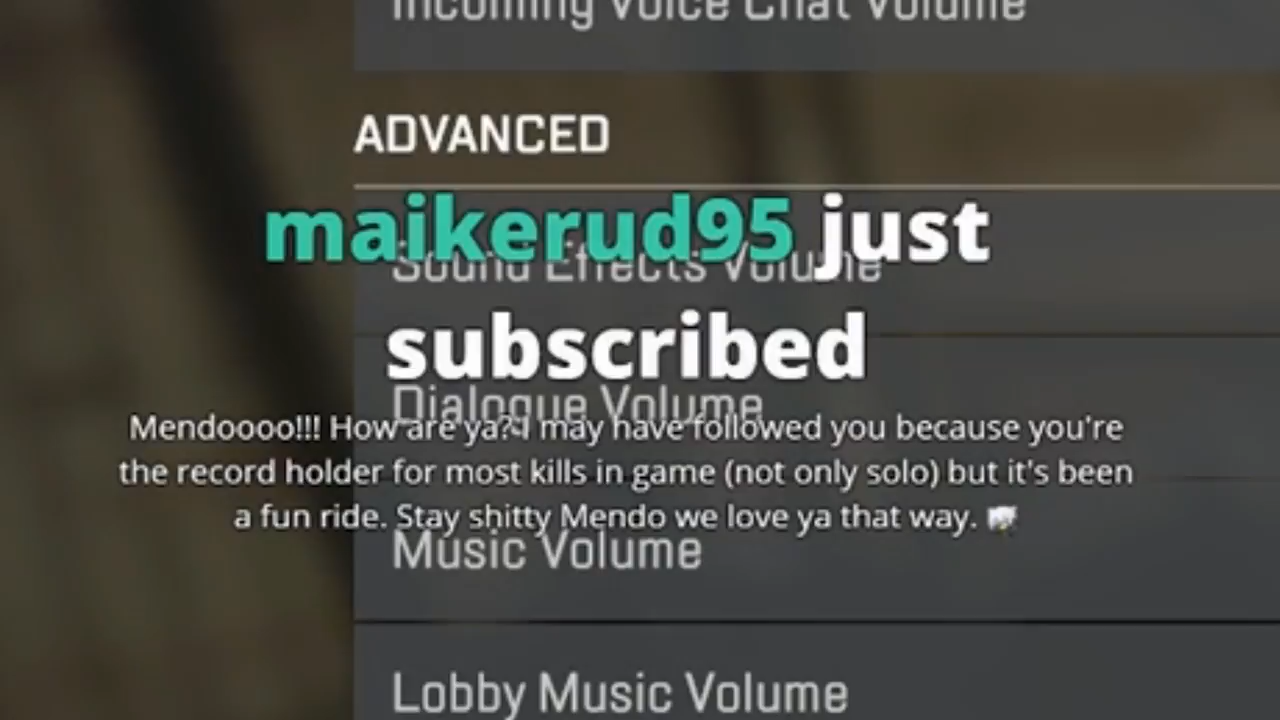 Incoming Voice Chat Volume
ADVANCED
maikerud95 just
Sound Effects Volume
subscribed
Dialogue Volume
Mendoooo!!! How are ya? I may have followed you because you're
the record holder for most kills in game (not only solo) but it's been
a fun ride. Stay shitty Mendo we love ya that way.
Music Volume
Lobby Music Volume